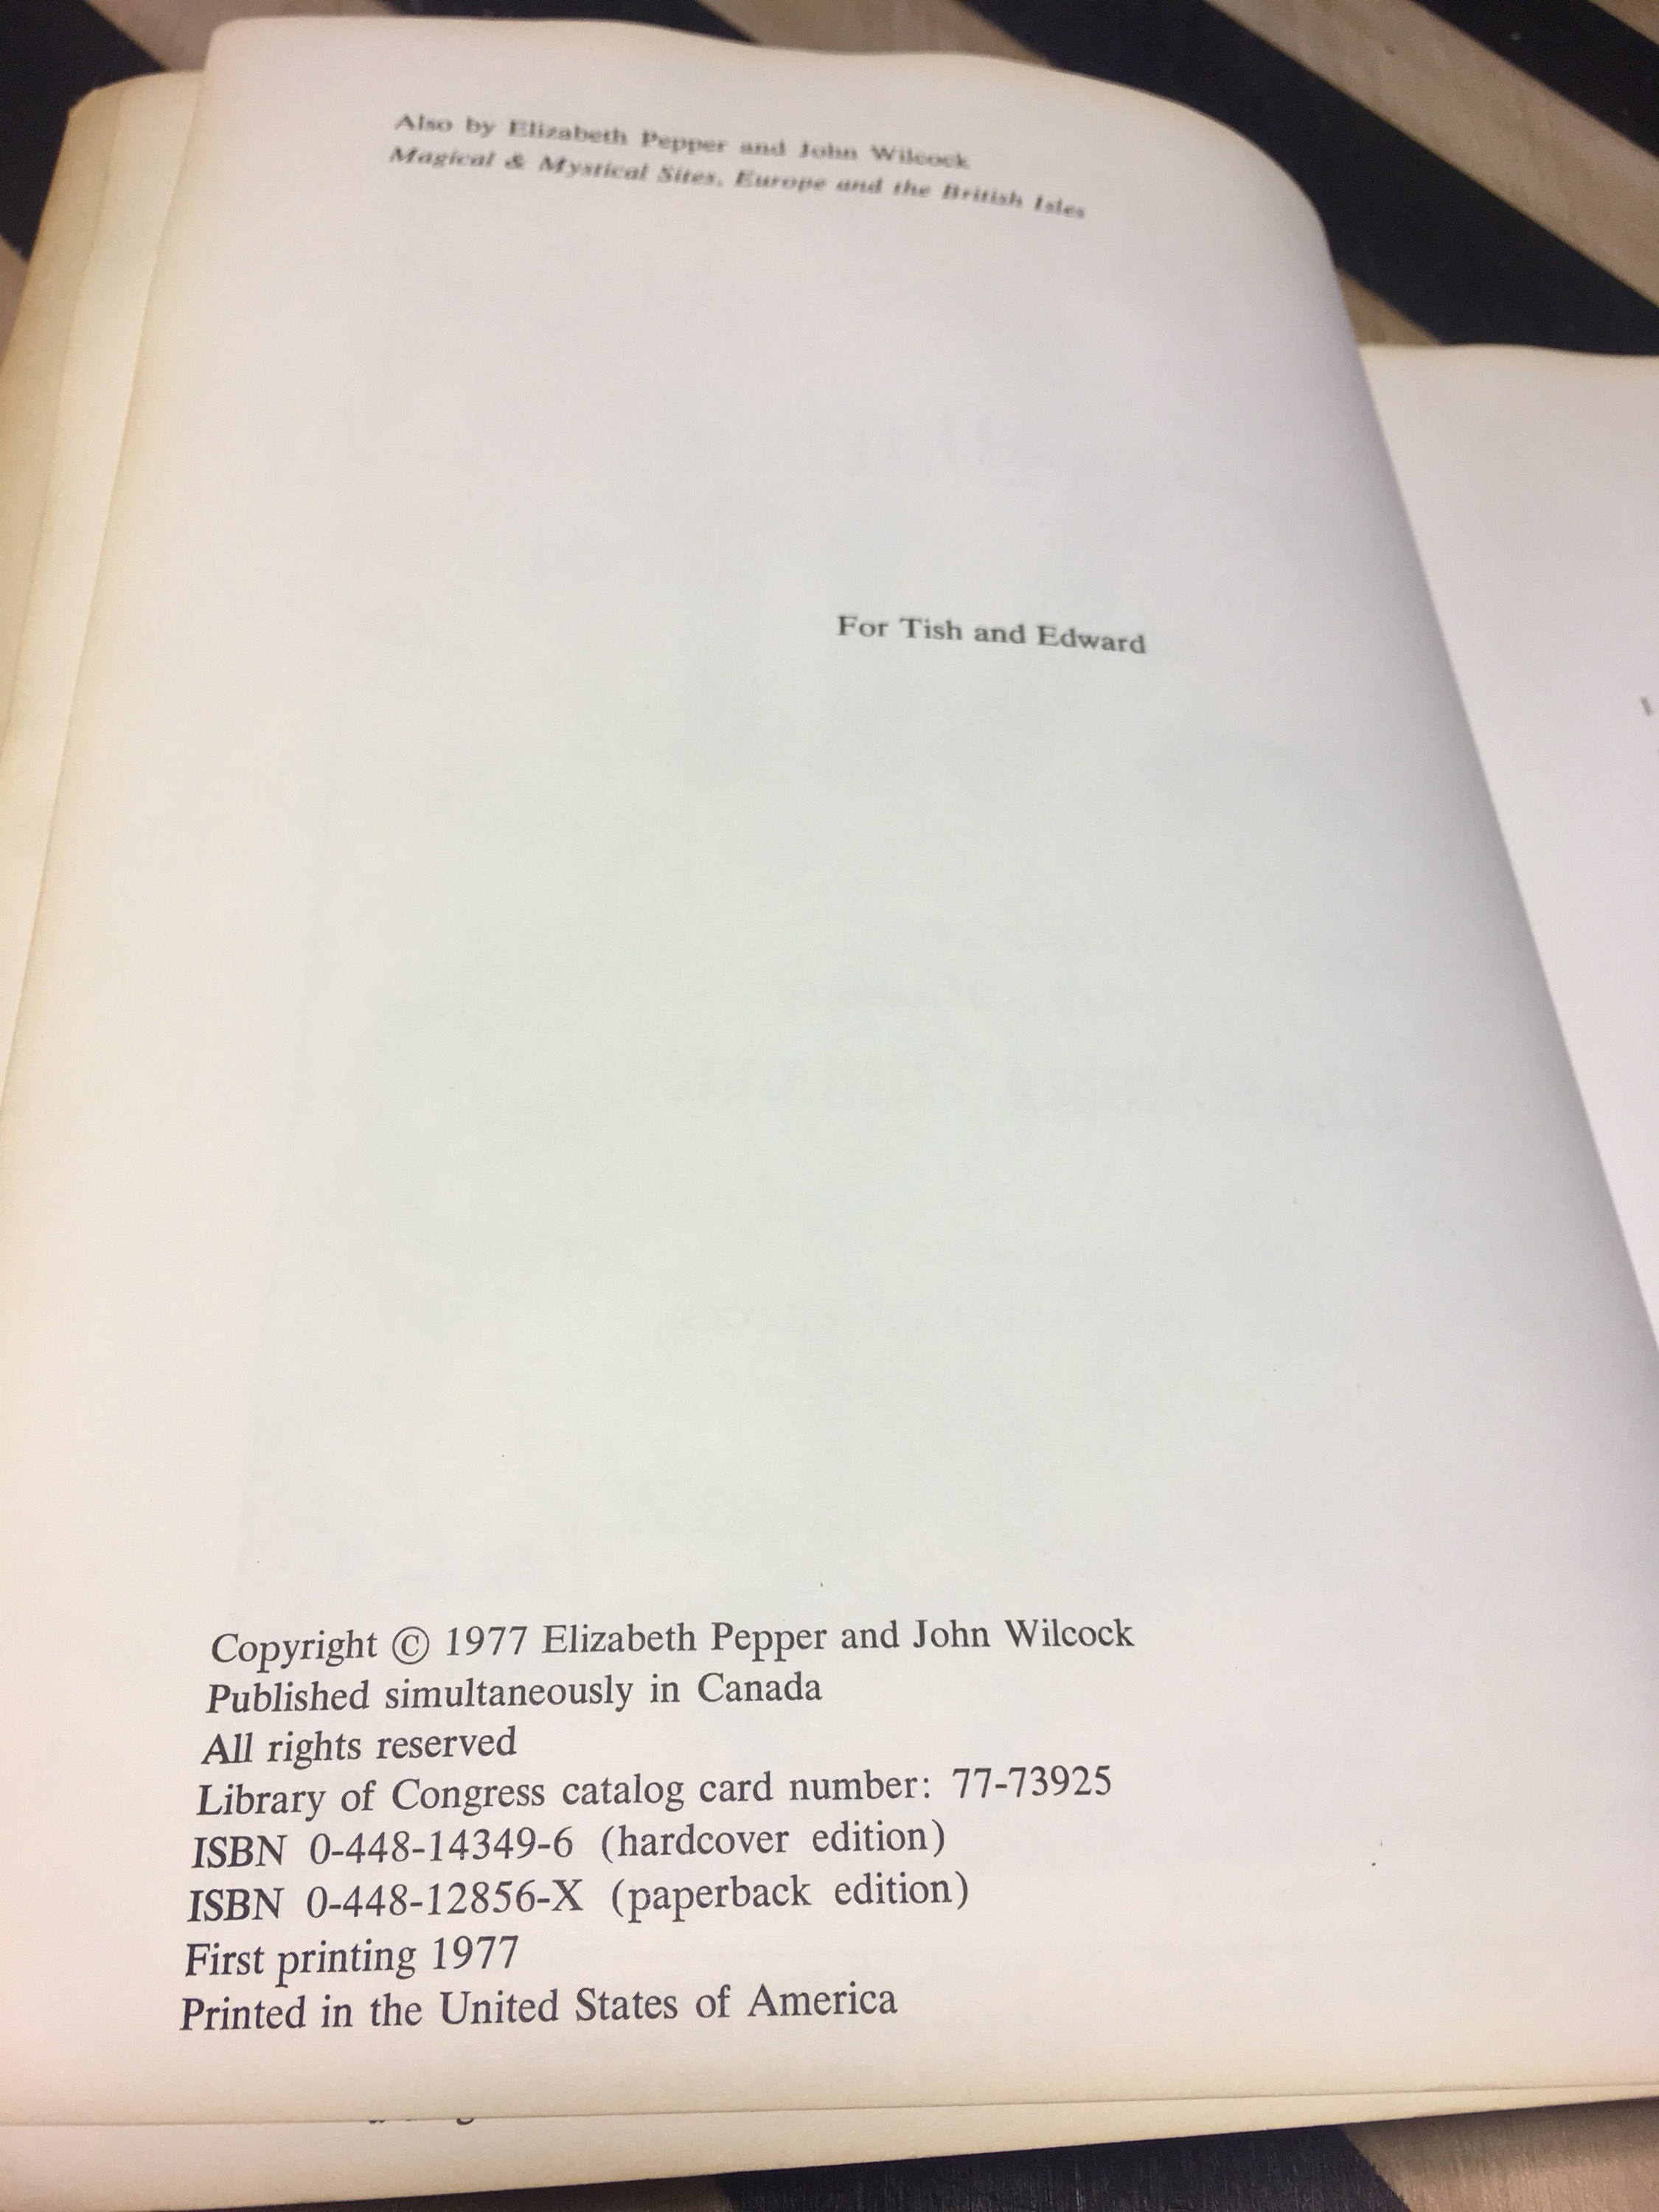 Also by Elizabeth Pepper and John Wilcock
Magical & Mystical Sites, Europe and the British Isles
For Tish and Edward
Copyright © 1977 Elizabeth Pepper and John Wilcock
Published simultaneously in Canada
All rights reserved
Library of Congress catalog card number: 77-73925
ISBN 0-448-14349-6 (hardcover edition)
ISBN 0-448-12856-X (paperback edition)
First printing 1977
Printed in the United States of America